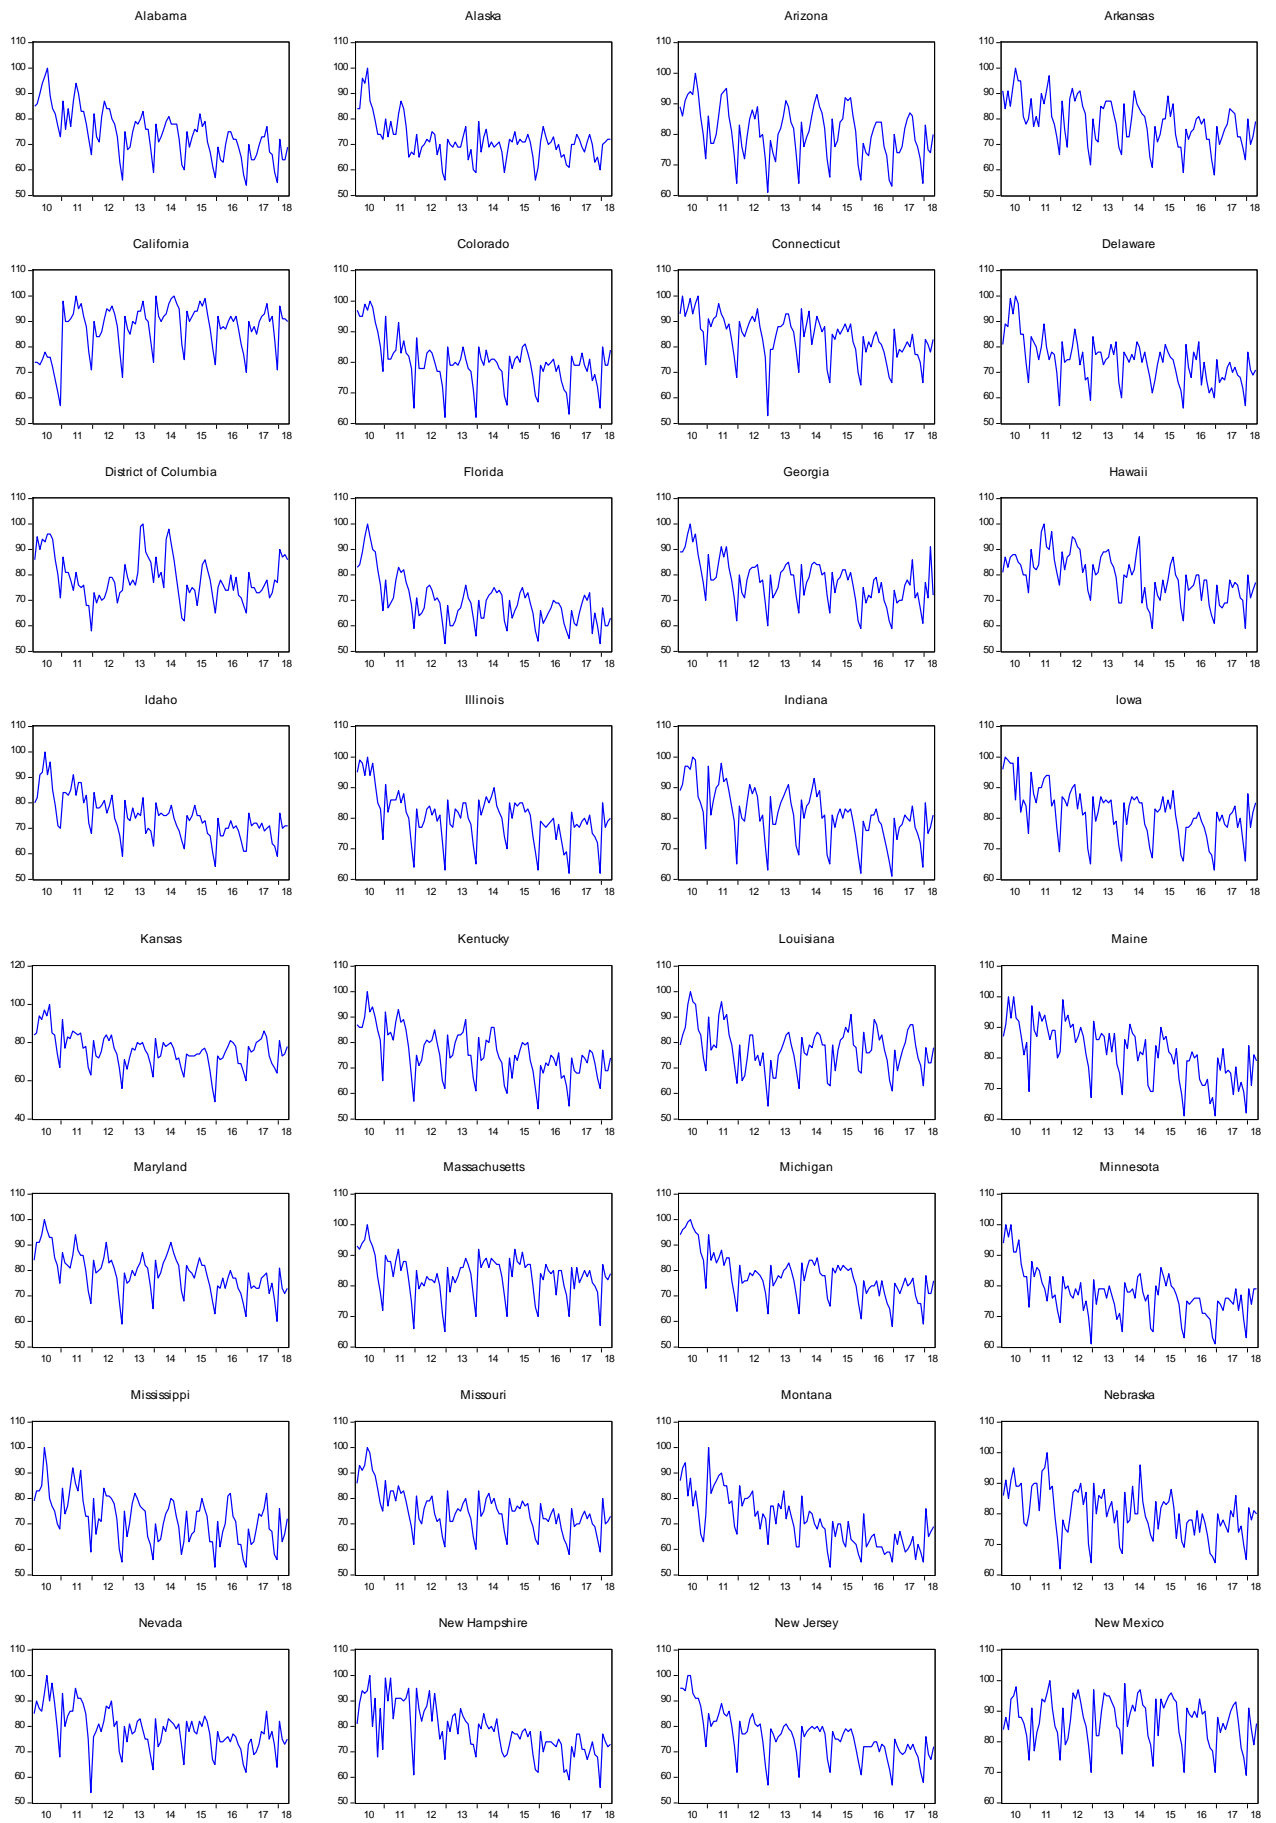 Alabama
110 100 90 80 70 60 50
10 11 12 13 14 15 16 17 18
Alaska
110 100 90 80 70 60 50
10 11 12 13 14 15 16 17 18
Arizona
110 100 90 80 70 60
10 11 12 13 14 15 16 17 18
Arkansas
110 100 90 80 70 60 50
10 11 12 13 14 15 16 17 18
California
110 100 90 80 70 60 50
10 11 12 13 14 15 16 17 18
Colorado
110 100 90 80 70 60
10 11 12 13 14 15 16 17 18
Connecticut
110 100 90 80 70 60 50
10 11 12 13 14 15 16 17 18
Delaware
110 100 90 80 70 60 50
10 11 12 13 14 15 16 17 18
District of Columbia
110 100 90 80 70 60 50
10 11 12 13 14 15 16 17 18
Florida
110 100 90 80 70 60 50
10 11 12 13 14 15 16 17 18
Georgia
110 100 90 80 70 60 50
10 11 12 13 14 15 16 17 18
Hawaii
110 100 90 80 70 60 50
10 11 12 13 14 15 16 17 18
Idaho
110 100 90 80 70 60 50
10 11 12 13 14 15 16 17 18
Illinois
110 100 90 80 70 60
10 11 12 13 14 15 16 17 18
Indiana
110 100 90 80 70 60
10 11 12 13 14 15 16 17 18
Iowa
110 100 90 80 70 60
10 11 12 13 14 15 16 17 18
Kansas
120 100 80 60 40
10 11 12 13 14 15 16 17 18
Kentucky
110 100 90 80 70 60 50
10 11 12 13 14 15 16 17 18
Louisiana
110 100 90 80 70 60 50
10 11 12 13 14 15 16 17 18
Maine
110 100 90 80 70 60
10 11 12 13 14 15 16 17 18
Maryland
110 100 90 80 70 60 50
10 11 12 13 14 15 16 17 18
Massachusetts
110 100 90 80 70 60
10 11 12 13 14 15 16 17 18
Michigan
110 100 90 80 70 60 50
10 11 12 13 14 15 16 17 18
Minnesota
110 100 90 80 70 60
10 11 12 13 14 15 16 17 18
Mississippi
110 100 90 80 70 60 50
10 11 12 13 14 15 16 17 18
Missouri
110 100 90 80 70 60 50
10 11 12 13 14 15 16 17 18
Montana
110 100 90 80 70 60 50
10 11 12 13 14 15 16 17 18
Nebraska
110 100 90 80 70 60
10 11 12 13 14 15 16 17 18
Nevada
110 100 90 80 70 60 50
10 11 12 13 14 15 16 17 18
New Hampshire
110 100 90 80 70 60 50
10 11 12 13 14 15 16 17 18
New Jersey
110 100 90 80 70 60 50
10 11 12 13 14 15 16 17 18
New Mexico
110 100 90 80 70 60
10 11 12 13 14 15 16 17 18